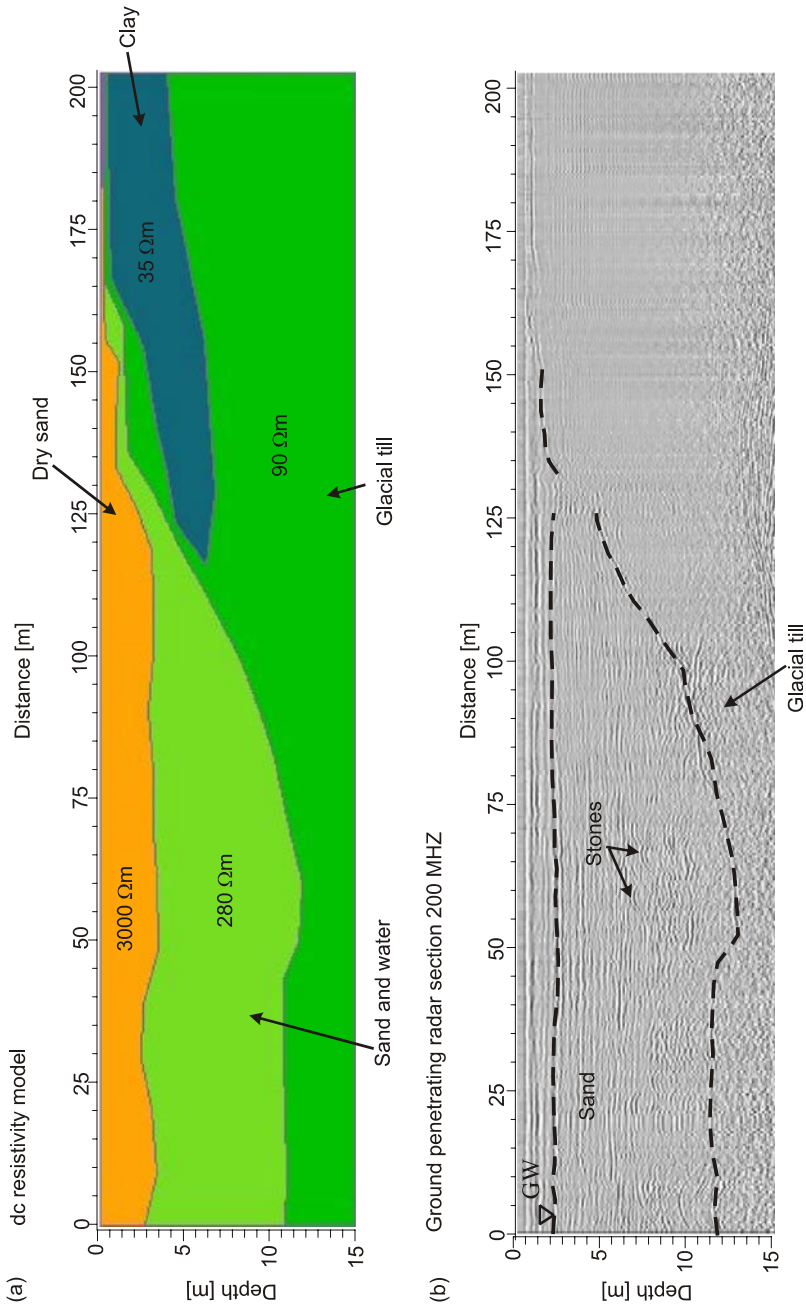 (a)
dc resistivity model
Distance [m]
Dry sand
Clay
0 25 50 75 100 125 150 175 200
0
5
10
15
Depth [m]
3000 Ωm
280 Ωm
35 Ωm
90 Ωm
Sand and water
Glacial till
(b)
Ground penetrating radar section 200 MHZ
Distance [m]
0 25 50 75 100 125 150 175 200
0
5
10
15
Depth [m]
GW
Sand
Stones
Glacial till